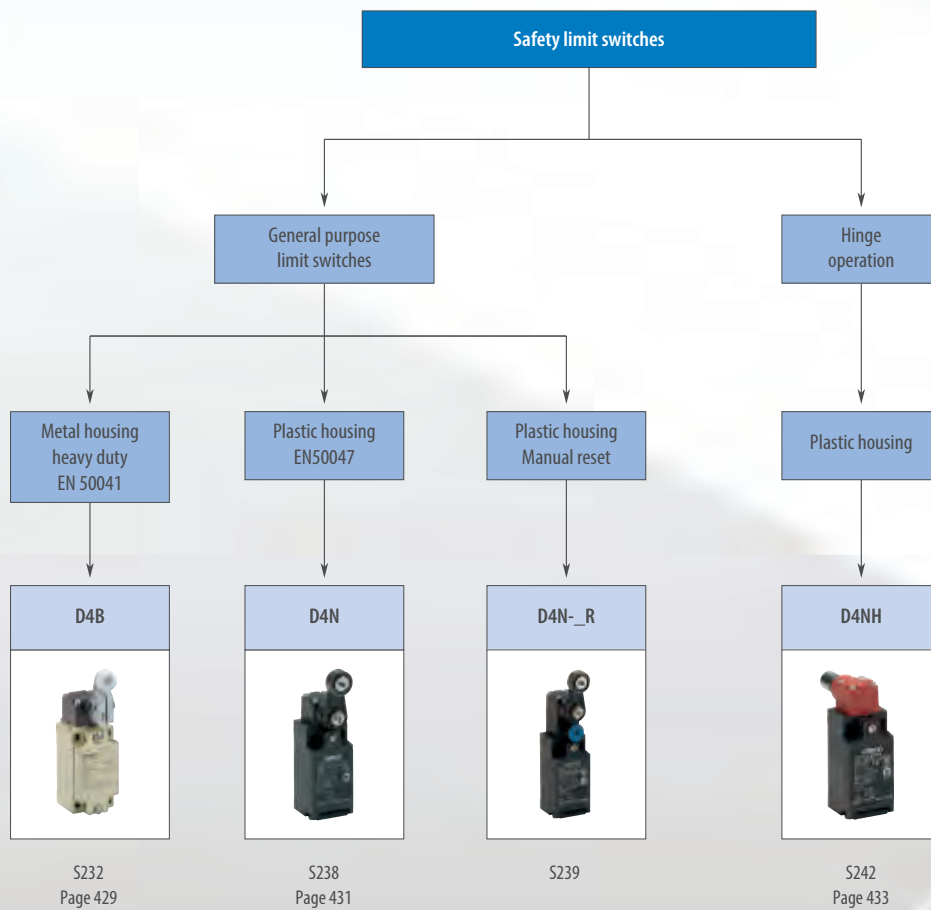 Safety limit switches
General purpose
limit switches
Hinge
operation
Metal housing
heavy duty
EN 50041
Plastic housing
EN50047
Plastic housing
Manual reset
Plastic housing
D4B
D4N
D4N-_R
D4NH
S232
Page 429
S238
Page 431
S239
S242
Page 433